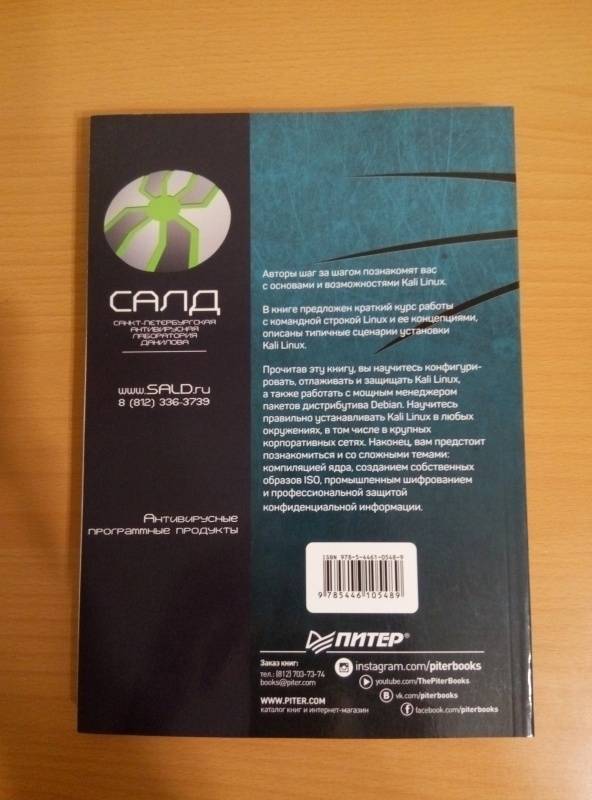 САЛД
САНКТ-ПЕТЕРБУРГСКАЯ
АНТИВИРУСНАЯ
ЛАБОРАТОРИЯ
ДАНИЛОВА
www.SALD.ru
8 (812) 336-3739
Антивирусные
программные продукты
Авторы шаг за шагом познакомят вас
с основами и возможностями Kali Linux.
В книге предложен краткий курс работы
с командной строкой Linux и ее концепциями,
описаны типичные сценарии установки
Kali Linux.
Прочитав эту книгу, вы научитесь конфигури-
ровать, отлаживать и защищать Kali Linux,
а также работать с мощным менеджером
пакетов дистрибутива Debian. Научитесь
правильно устанавливать Kali Linux в любых
окружениях, в том числе в крупных
корпоративных сетях. Наконец, вам предстоит
познакомиться и со сложными темами:
компиляцией ядра, созданием собственных
образов ISO, промышленным шифрованием
и профессиональной защитой
конфиденциальной информации.
ISBN 978-5-4461-0548-9
9 785446 105489
ПИТЕР®
Заказ книг:
тел.: (812) 703-73-74
books@piter.com
WWW.PITER.COM
каталог книг и интернет-магазин
instagram.com/piterbooks
youtube.com/ThePiterBooks
vk.com/piterbooks
facebook.com/piterbooks